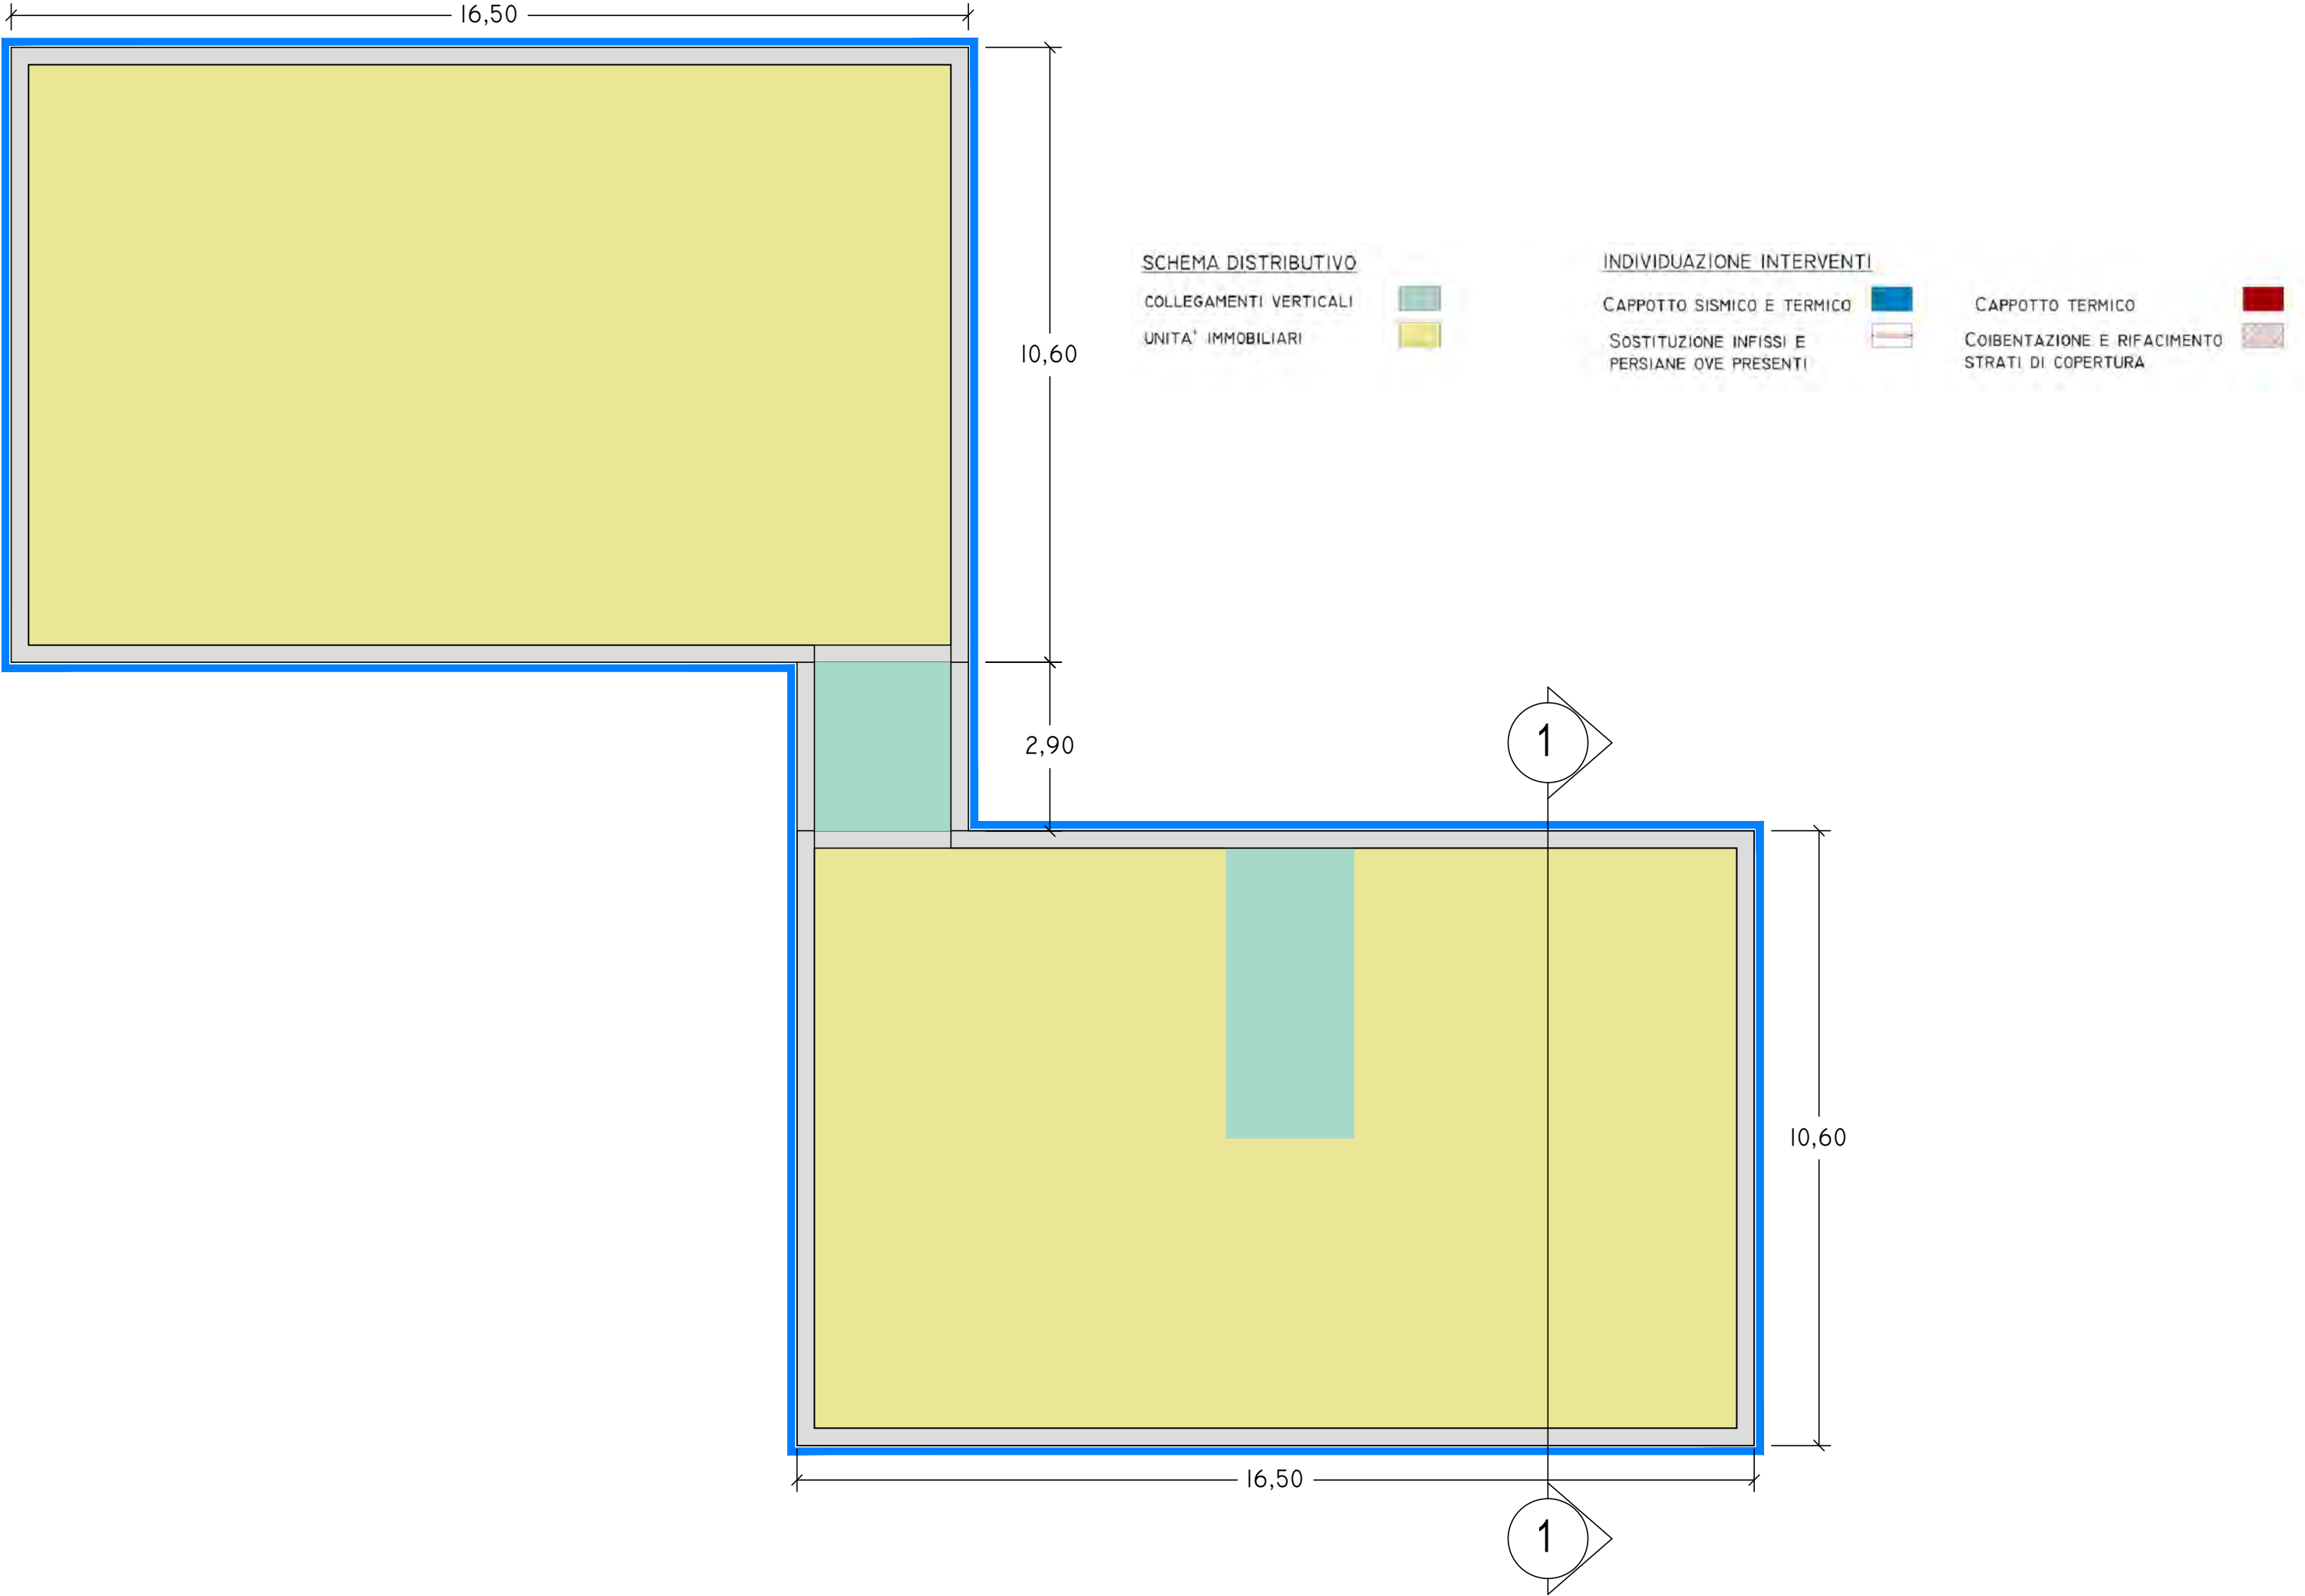 16,50
10,60
SCHEMA DISTRIBUTIVO
COLLEGAMENTI VERTICALI
UNITA' IMMOBILIARI
INDIVIDUAZIONE INTERVENTI
CAPPOTTO SISMICO E TERMICO
SOSTITUZIONE INFISSI E
PERSIANE OVE PRESENTI
CAPPOTTO TERMICO
COIBENTAZIONE E RIFACIMENTO
STRATI DI COPERTURA
2,90
1
10,60
16,50
1